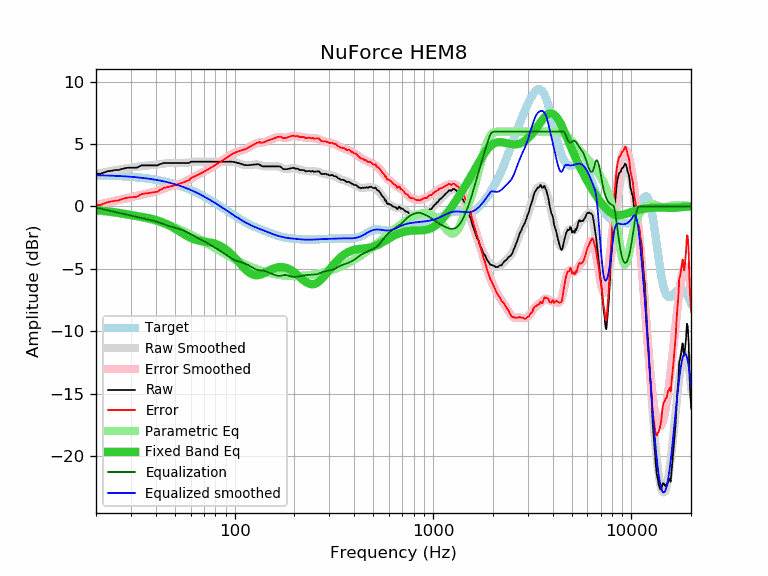 NuForce HEM8
10
5
0
−5
−10
−15
−20
Amplitude (dBr)
Target
Raw Smoothed
Error Smoothed
Raw
Error
Parametric Eq
Fixed Band Eq
Equalization
Equalized smoothed
100
1000
10000
Frequency (Hz)